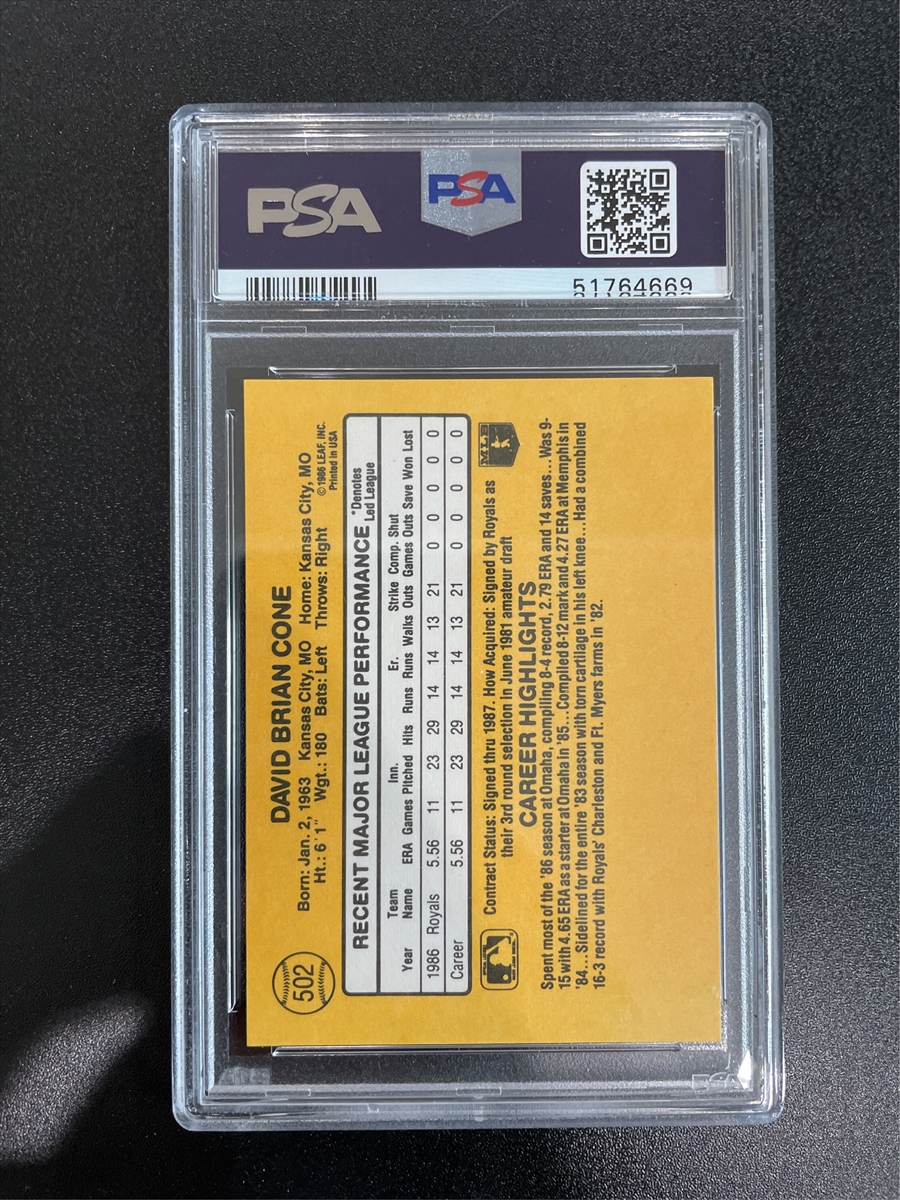 PSA
PSA
51764669
502
DAVID BRIAN CONE
Born: Jan. 2, 1963 Kansas City, MO Home: Kansas City, MO
Ht.: 6'1" Wgt.: 180 Bats: Left Throws: Right
©1986 LEAF, INC.
Printed in USA
RECENT MAJOR LEAGUE PERFORMANCE
*Denotes
Led League
Year Team Name ERA Games Inn. Pitched Hits Runs Er. Runs Walks Strike Outs Comp. Games Shut Outs Save Won Lost
1986 Royals 5.56 11 23 29 14 14 13 21 0 0 0 0 0
Career 5.56 11 23 29 14 14 13 21 0 0 0 0 0
Contract Status: Signed thru 1987. How Acquired: Signed by Royals as
their 3rd round selection in June 1981 amateur draft
CAREER HIGHLIGHTS
MLB
Spent most of the '86 season at Omaha, compiling 8-4 record, 2.79 ERA and 14 saves...Was 9-
15 with 4.65 ERA as a starter at Omaha in '85...Compiled 8-12 mark and 4.27 ERA at Memphis in
'84...Sidelined for the entire '83 season with torn cartilage in his left knee...Had a combined
16-3 record with Royals' Charleston and Ft. Myers farms in '82.